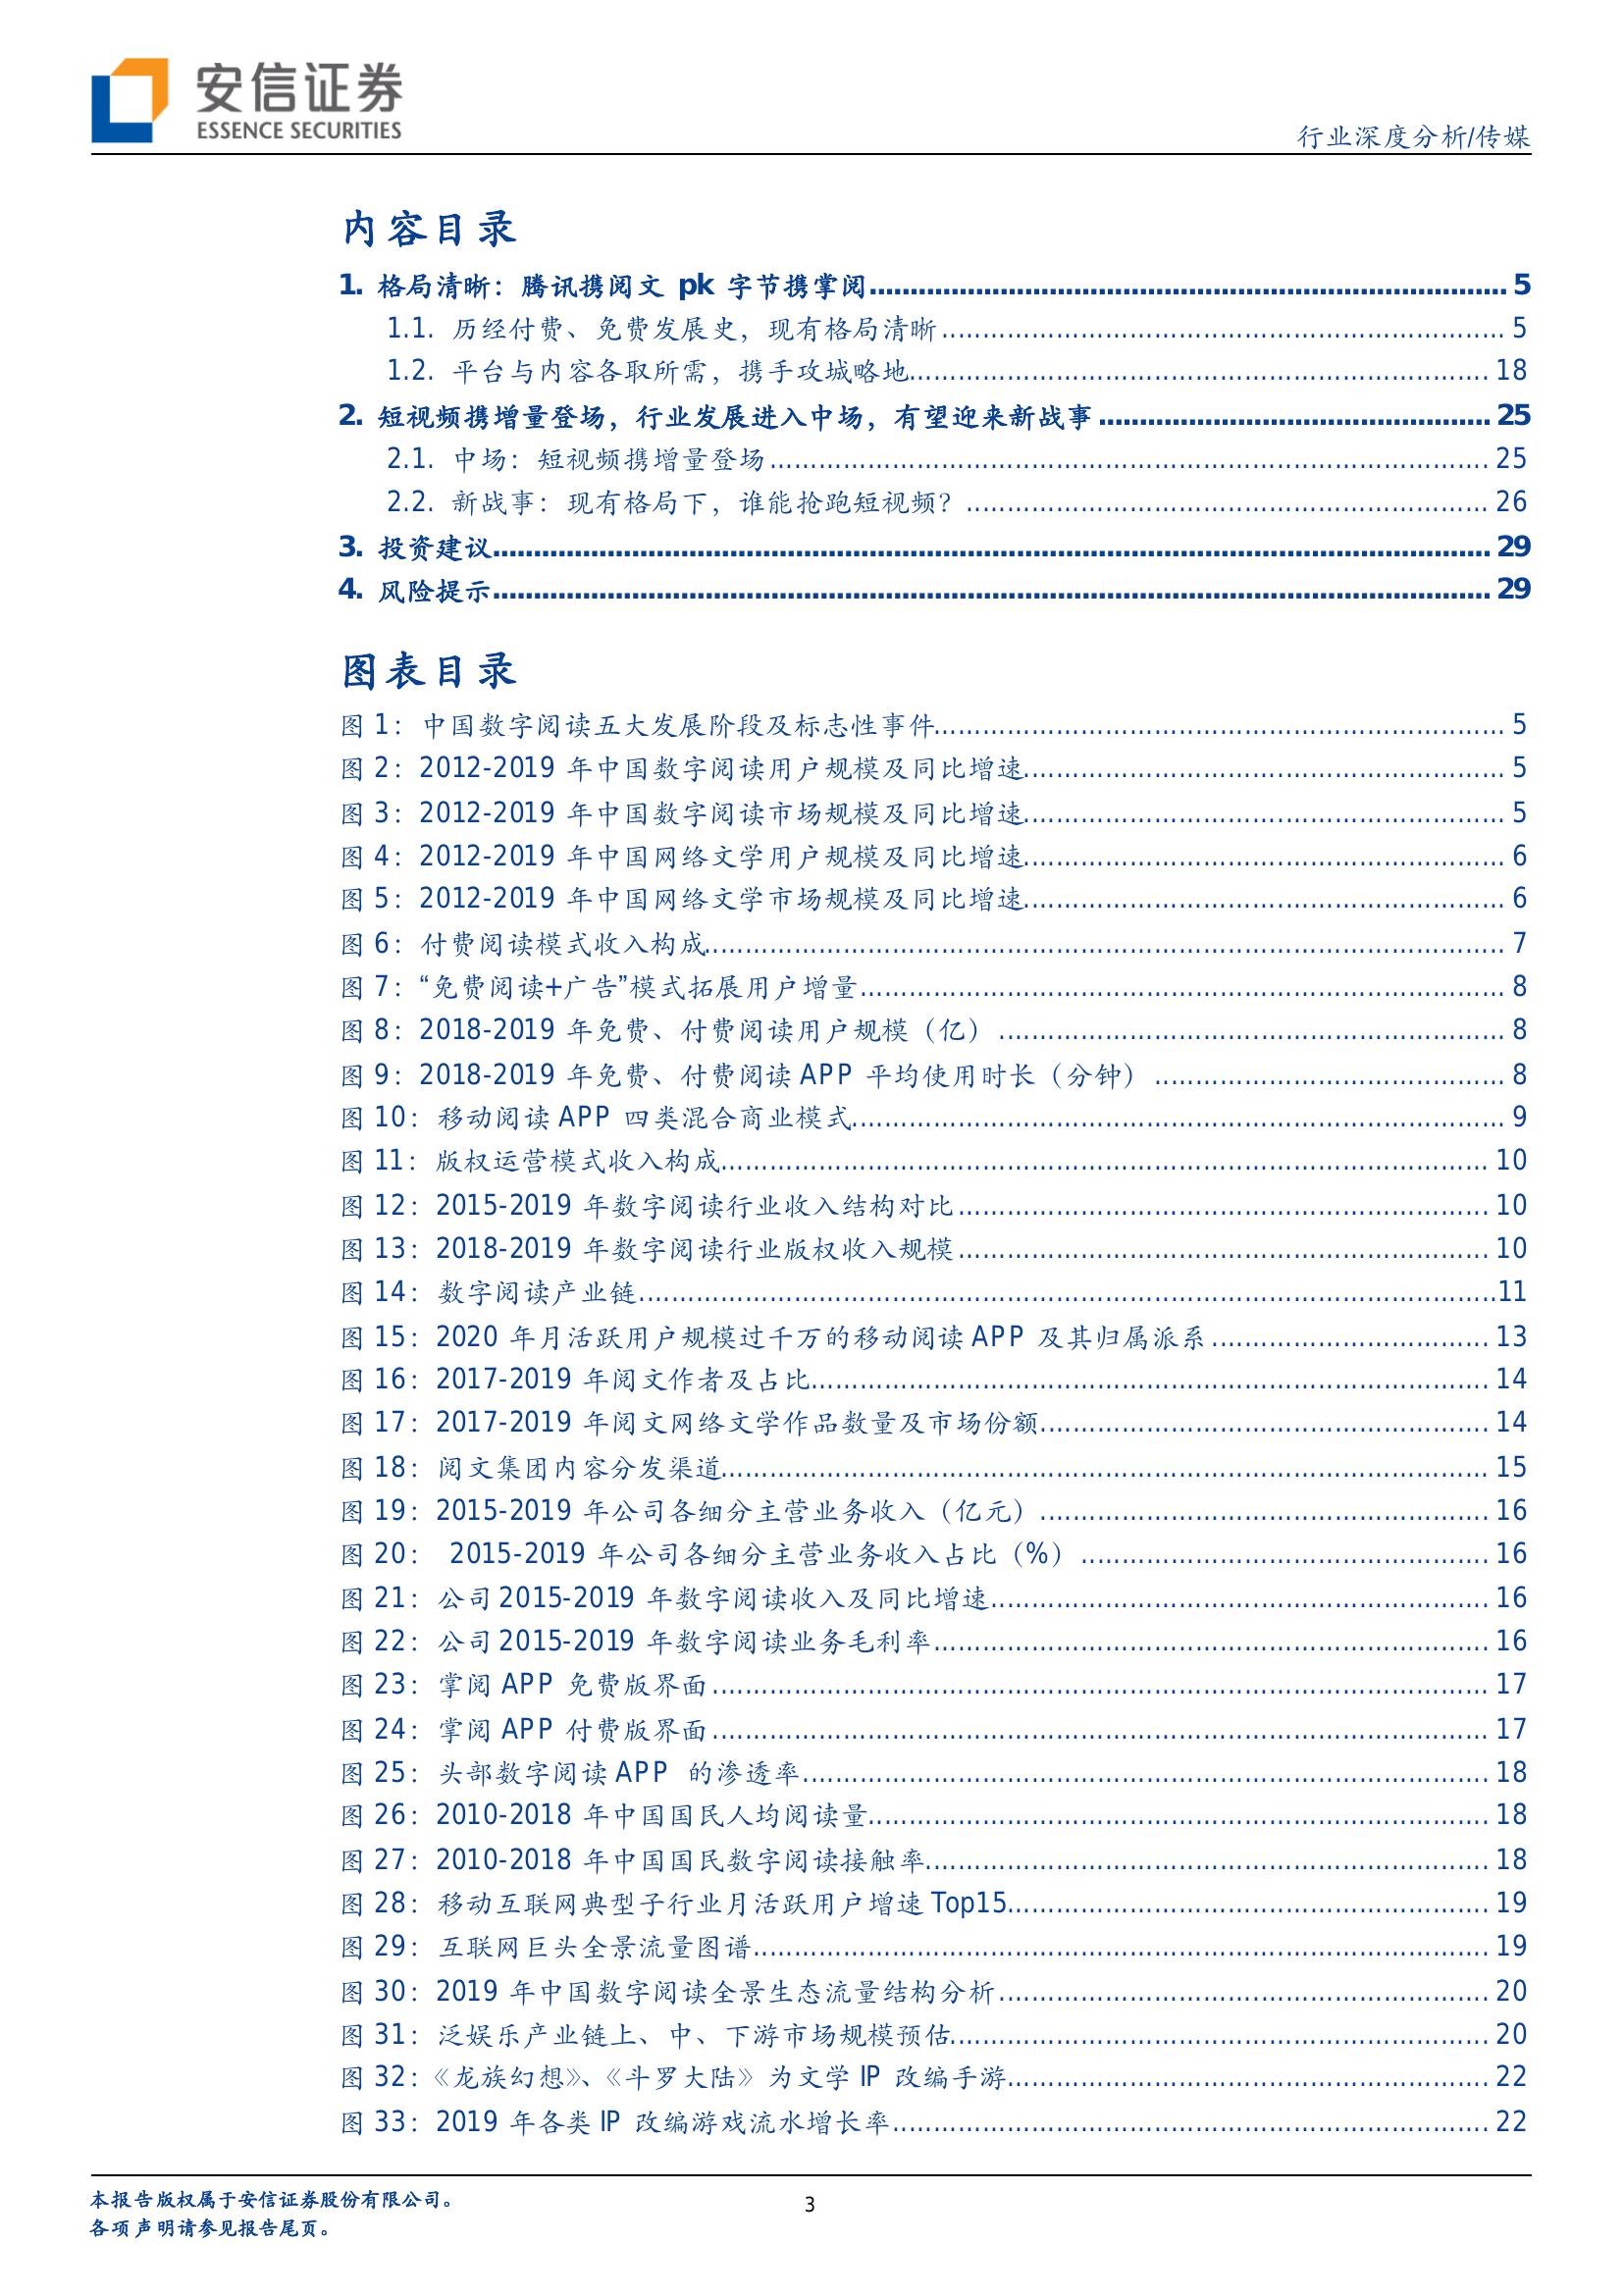 安信证券
ESSENCE SECURITIES
行业深度分析/传媒
内容目录
1. 格局清晰：腾讯携阅文 pk 字节携掌阅 5
1.1. 历经付费、免费发展史，现有格局清晰 5
1.2. 平台与内容各取所需，携手攻城略地 18
2. 短视频携增量登场，行业发展进入中场，有望迎来新战事 25
2.1. 中场：短视频携增量登场 25
2.2. 新战事：现有格局下，谁能抢跑短视频？ 26
3. 投资建议 29
4. 风险提示 29
图表目录
图 1：中国数字阅读五大发展阶段及标志性事件 5
图 2：2012-2019 年中国数字阅读用户规模及同比增速 5
图 3：2012-2019 年中国数字阅读市场规模及同比增速 5
图 4：2012-2019 年中国网络文学用户规模及同比增速 6
图 5：2012-2019 年中国网络文学市场规模及同比增速 6
图 6：付费阅读模式收入构成 7
图 7：“免费阅读+广告”模式拓展用户增量 8
图 8：2018-2019 年免费、付费阅读用户规模（亿） 8
图 9：2018-2019 年免费、付费阅读 APP 平均使用时长（分钟） 8
图 10：移动阅读 APP 四类混合商业模式 9
图 11：版权运营模式收入构成 10
图 12：2015-2019 年数字阅读行业收入结构对比 10
图 13：2018-2019 年数字阅读行业版权收入规模 10
图 14：数字阅读产业链 11
图 15：2020 年月活跃用户规模过千万的移动阅读 APP 及其归属派系 13
图 16：2017-2019 年阅文作者及占比 14
图 17：2017-2019 年阅文网络文学作品数量及市场份额 14
图 18：阅文集团内容分发渠道 15
图 19：2015-2019 年公司各细分主营业务收入（亿元） 16
图 20： 2015-2019 年公司各细分主营业务收入占比（%） 16
图 21：公司 2015-2019 年数字阅读收入及同比增速 16
图 22：公司 2015-2019 年数字阅读业务毛利率 16
图 23：掌阅 APP 免费版界面 17
图 24：掌阅 APP 付费版界面 17
图 25：头部数字阅读 APP 的渗透率 18
图 26：2010-2018 年中国国民人均阅读量 18
图 27：2010-2018 年中国国民数字阅读接触率 18
图 28：移动互联网典型子行业月活跃用户增速 Top15 19
图 29：互联网巨头全景流量图谱 19
图 30：2019 年中国数字阅读全景生态流量结构分析 20
图 31：泛娱乐产业链上、中、下游市场规模预估 20
图 32：《龙族幻想》、《斗罗大陆》为文学 IP 改编手游 22
图 33：2019 年各类 IP 改编游戏流水增长率 22
本报告版权属于安信证券股份有限公司。
各项声明请参见报告尾页。
3